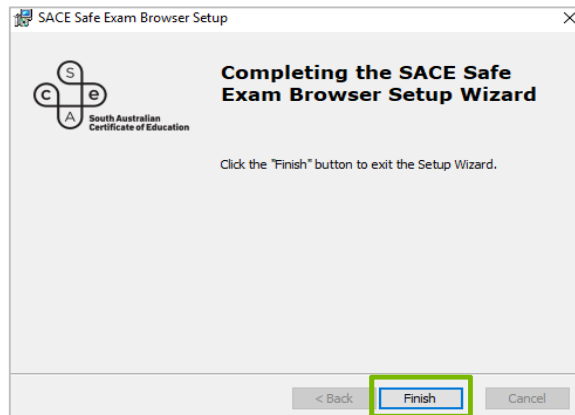 SACE Safe Exam Browser Setup
S
C e
A
South Australian
Certificate of Education
Completing the SACE Safe
Exam Browser Setup Wizard
Click the "Finish" button to exit the Setup Wizard.
< Back Finish Cancel